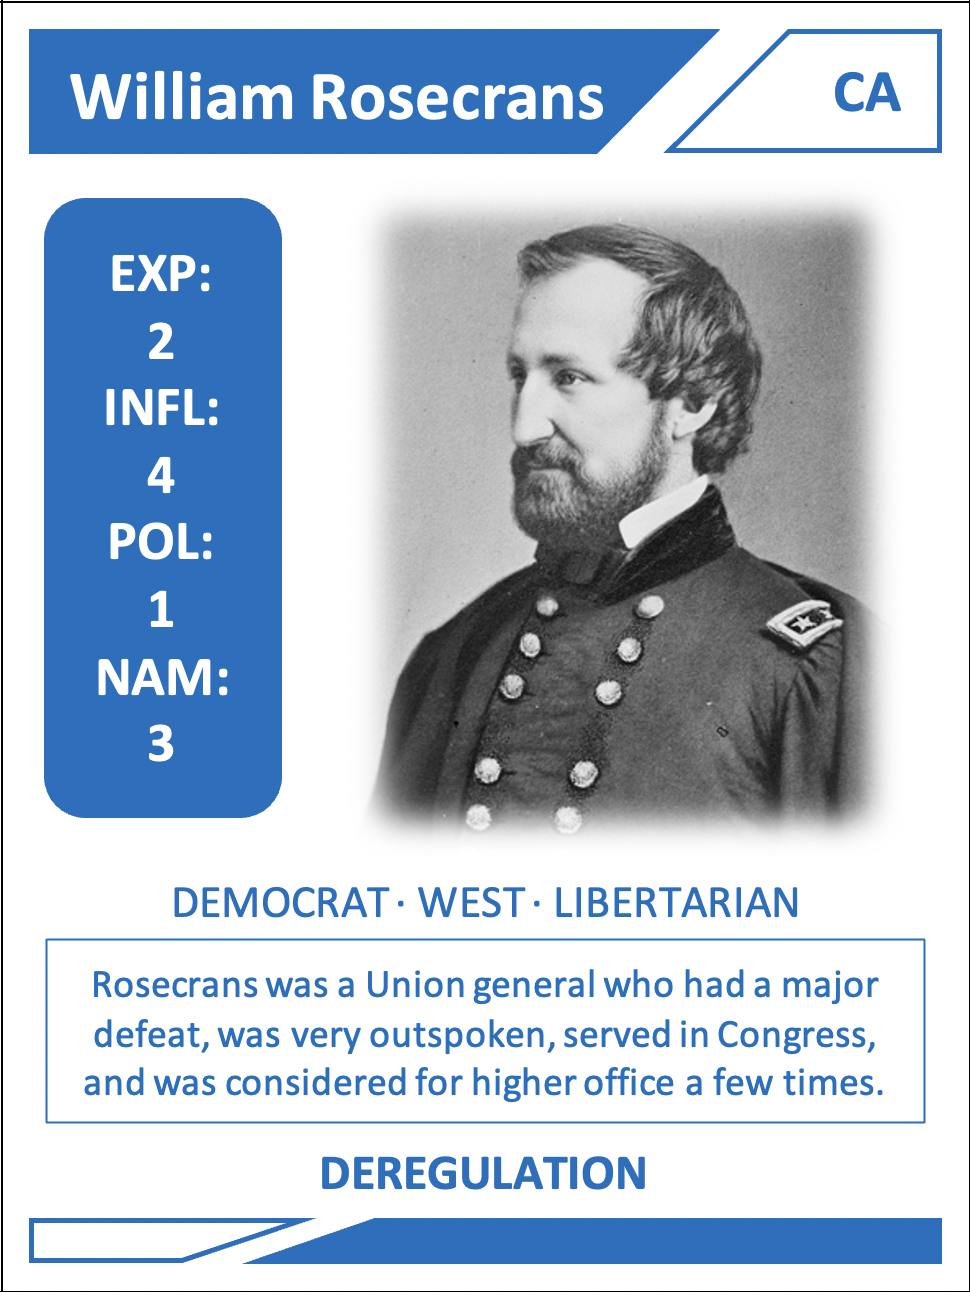 William Rosecrans
CA
EXP:
2
INFL:
4
POL:
1
NAM:
3
DEMOCRAT · WEST · LIBERTARIAN
Rosecrans was a Union general who had a major
defeat, was very outspoken, served in Congress,
and was considered for higher office a few times.
DEREGULATION